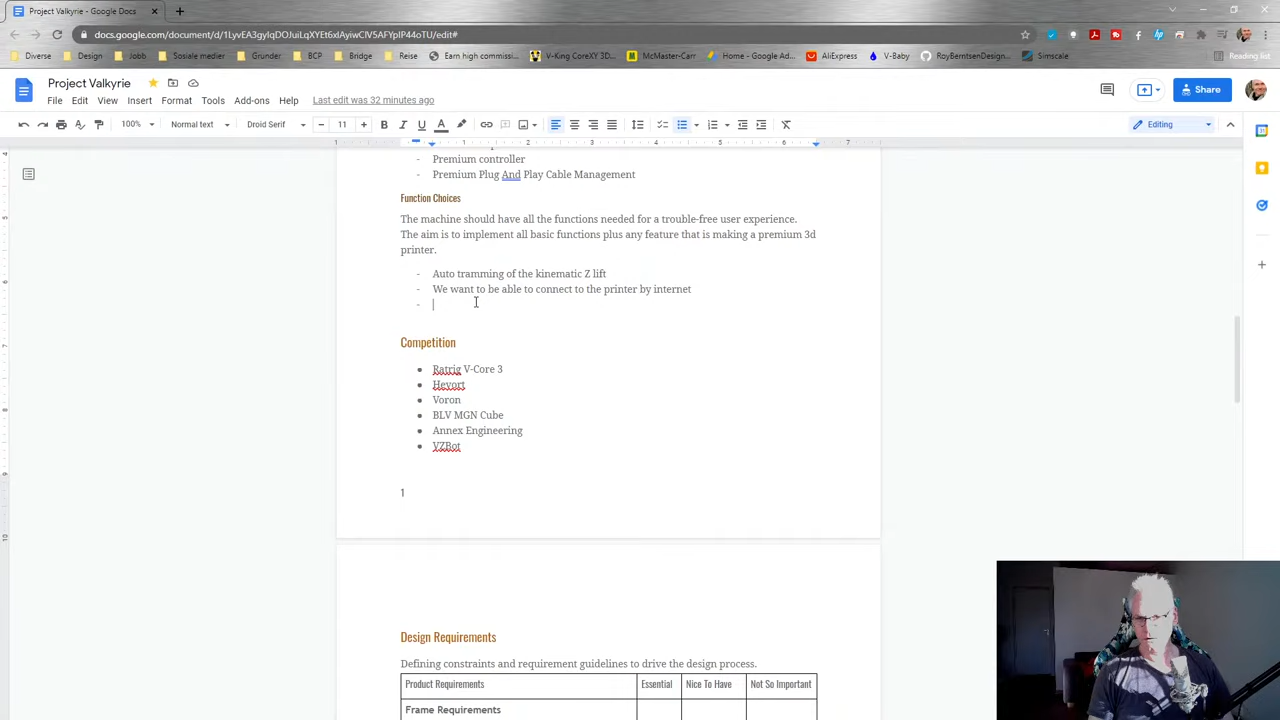 Project Valkyrie - Google Docs
docs.google.com/document/d/1LyvEA3gyIqDOJuiLqXYEt6xlAyiwClV5AFYpIP44oTU/edit#
Diverse
Design
Jobb
Sosiale medier
Gründer
BCP
Bridge
Reise
Earn high commissi...
V-King CoreXY 3D...
McMaster-Carr
Home - Google Ad...
AliExpress
V-Baby
RoyBerntsenDesign...
Simscale
Reading list
Project Valkyrie
File Edit View Insert Format Tools Add-ons Help Last edit was 32 minutes ago
Share
100% Normal text Droid Serif 11 Editing
Premium controller
- Premium Plug And Play Cable Management
Function Choices
The machine should have all the functions needed for a trouble-free user experience.
The aim is to implement all basic functions plus any feature that is making a premium 3d
printer.
- Auto tramming of the kinematic Z lift
- We want to be able to connect to the printer by internet
-
Competition
● Ratrig V-Core 3
● Hevort
● Voron
● BLV MGN Cube
● Annex Engineering
● VZBot
1
Design Requirements
Defining constraints and requirement guidelines to drive the design process.
Product Requirements Essential Nice To Have Not So Important
Frame Requirements